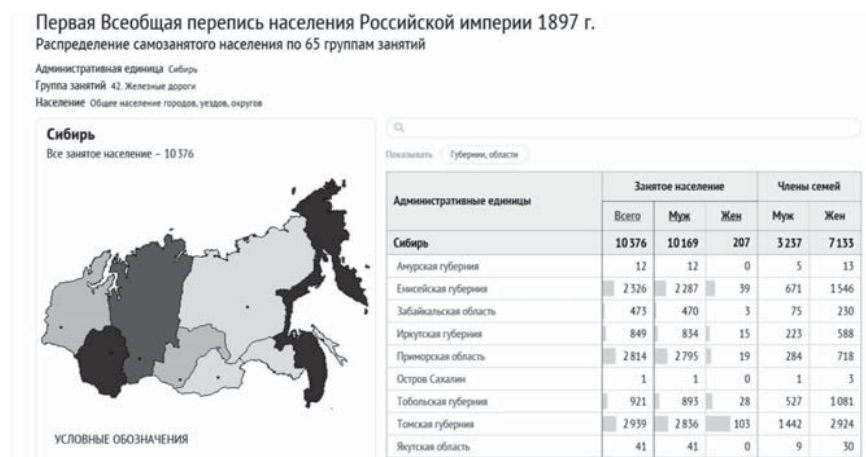 Первая Всеобщая перепись населения Российской империи 1897 г.
Распределение самозанятого населения по 65 группам занятий
Административная единица Сибирь
Группа занятий 42. Железные дороги
Население Общее население городов, уездов, округов
Сибирь
Все занятое население – 10 376
Показывать Губернии, области
Административные единицы Занятое население Члены семей
Всего Муж Жен Муж Жен
Сибирь 10 376 10 169 207 3 237 7 133
Амурская губерния 12 12 0 5 13
Енисейская губерния 2 326 2 287 39 671 1 546
Забайкальская область 473 470 3 75 230
Иркутская губерния 849 834 15 223 588
Приморская область 2 814 2 795 19 284 718
Остров Сахалин 1 1 0 1 3
Тобольская губерния 921 893 28 527 1 081
Томская губерния 2 939 2 836 103 1 442 2 924
Якутская область 41 41 0 9 30
УСЛОВНЫЕ ОБОЗНАЧЕНИЯ